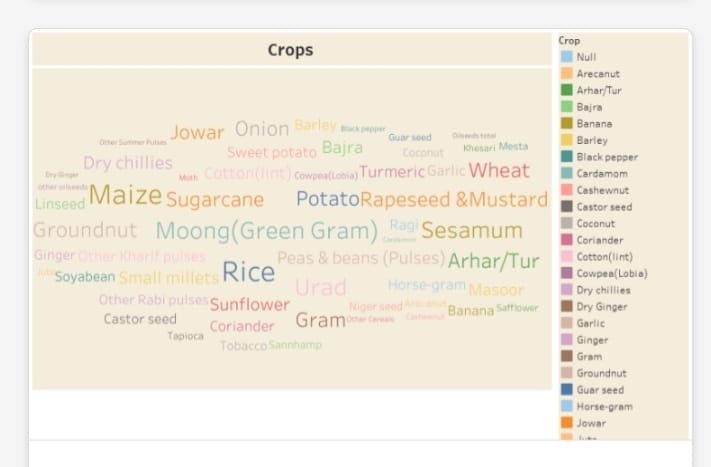 Crops
Jowar Onion Barley Black pepper
Other Summer Pulses Guar seed Oilseeds total
Sweet potato Bajra Coconut Khesari Mesta
Dry chillies
Dry Ginger Moth Cotton(lint) Cowpea(Lobia) Turmeric Garlic Wheat
other oilseeds
Linseed Maize Sugarcane Potato Rapeseed &Mustard
Groundnut Moong(Green Gram) Ragi Sesamum
Cardamom
Ginger Other Kharif pulses Peas & beans (Pulses) Arhar/Tur
Jute Soyabean Small millets Rice
Urad Horse-gram Masoor
Other Rabi pulses Sunflower Niger seed Arecanut Banana Safflower
Castor seed Coriander Gram Other Cereals Cashewnut
Tapioca
Tobacco Sannhamp
Crop
Null
Arecanut
Arhar/Tur
Bajra
Banana
Barley
Black pepper
Cardamom
Cashewnut
Castor seed
Coconut
Coriander
Cotton(lint)
Cowpea(Lobia)
Dry chillies
Dry Ginger
Garlic
Ginger
Gram
Groundnut
Guar seed
Horse-gram
Jowar
Jute